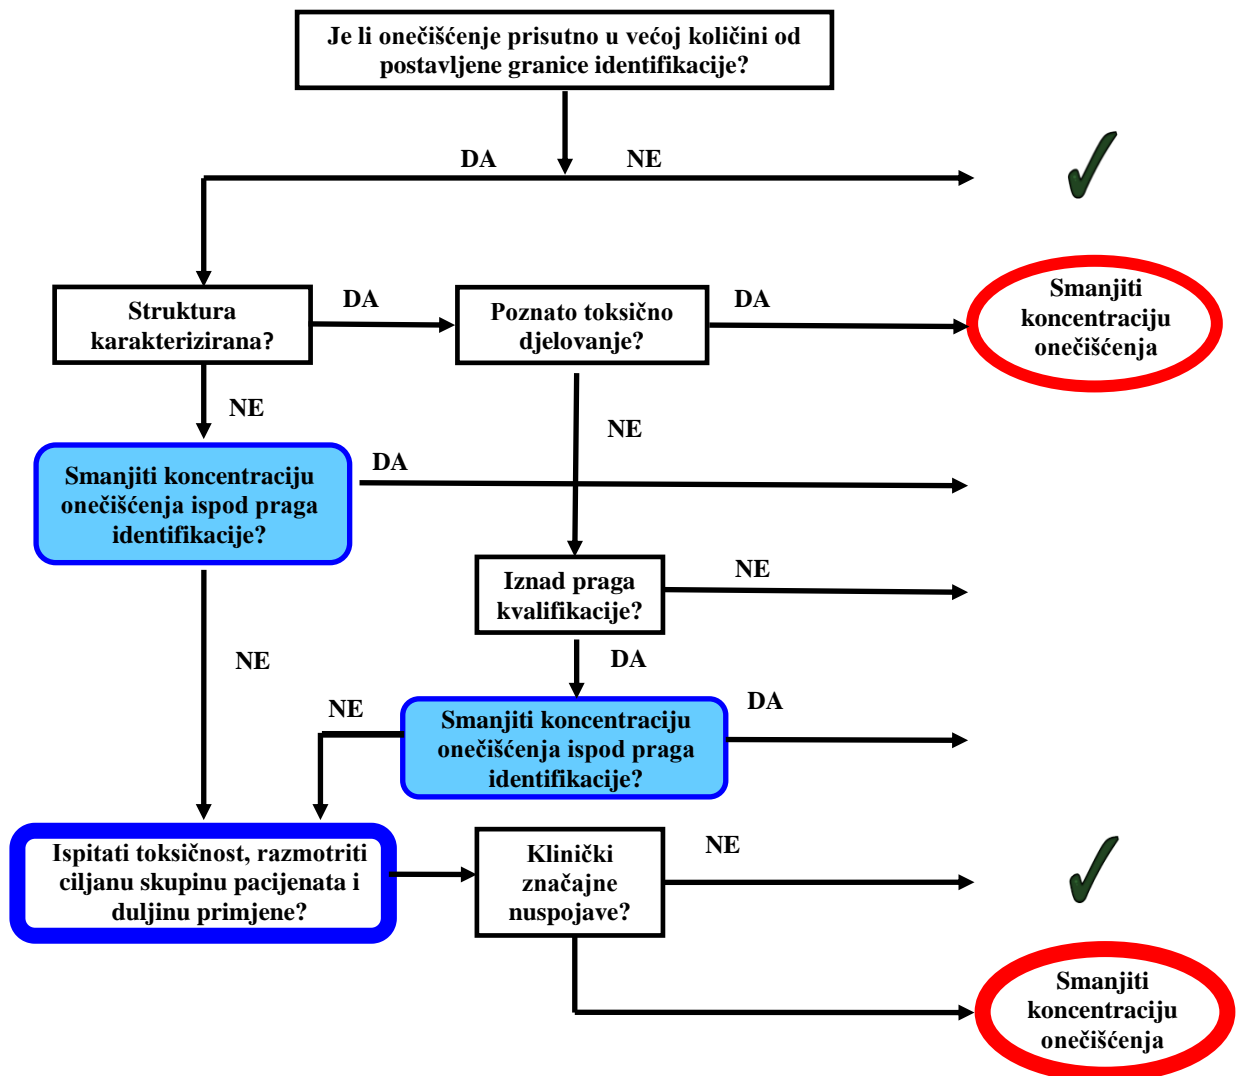 Je li onečišćenje prisutno u većoj količini od
postavljene granice identifikacije?
DA
NE
Struktura
karakterizirana?
DA
Poznato toksično
djelovanje?
DA
Smanjiti
koncentraciju
onečišćenja
NE
NE
Smanjiti koncentraciju
onečišćenja ispod praga
identifikacije?
DA
Iznad praga
kvalifikacije?
NE
NE
DA
NE
Smanjiti koncentraciju
onečišćenja ispod praga
identifikacije?
DA
Ispitati toksičnost, razmotriti
ciljanu skupinu pacijenata i
duljinu primjene?
Klinički
značajne
nuspojave?
NE
Smanjiti
koncentraciju
onečišćenja